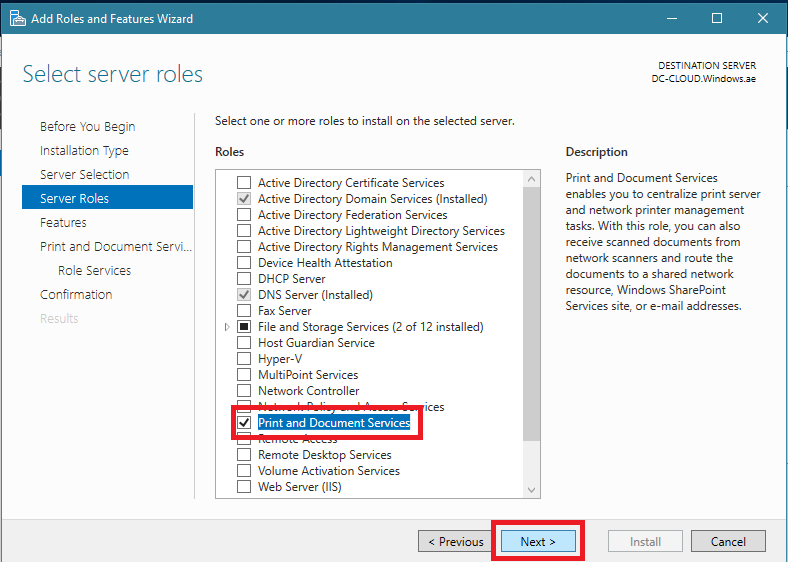 Add Roles and Features Wizard
Select server roles
DESTINATION SERVER
DC-CLOUD.Windows.ae
Before You Begin
Installation Type
Server Selection
Server Roles
Features
Print and Document Servi...
Role Services
Confirmation
Results
Select one or more roles to install on the selected server.
Roles
Active Directory Certificate Services
Active Directory Domain Services (Installed)
Active Directory Federation Services
Active Directory Lightweight Directory Services
Active Directory Rights Management Services
Device Health Attestation
DHCP Server
DNS Server (Installed)
Fax Server
File and Storage Services (2 of 12 installed)
Host Guardian Service
Hyper-V
MultiPoint Services
Network Controller
Network Policy and Access Services
Print and Document Services
Remote Access
Remote Desktop Services
Volume Activation Services
Web Server (IIS)
Description
Print and Document Services
enables you to centralize print server
and network printer management
tasks. With this role, you can also
receive scanned documents from
network scanners and route the
documents to a shared network
resource, Windows SharePoint
Services site, or e-mail addresses.
< Previous
Next >
Install
Cancel